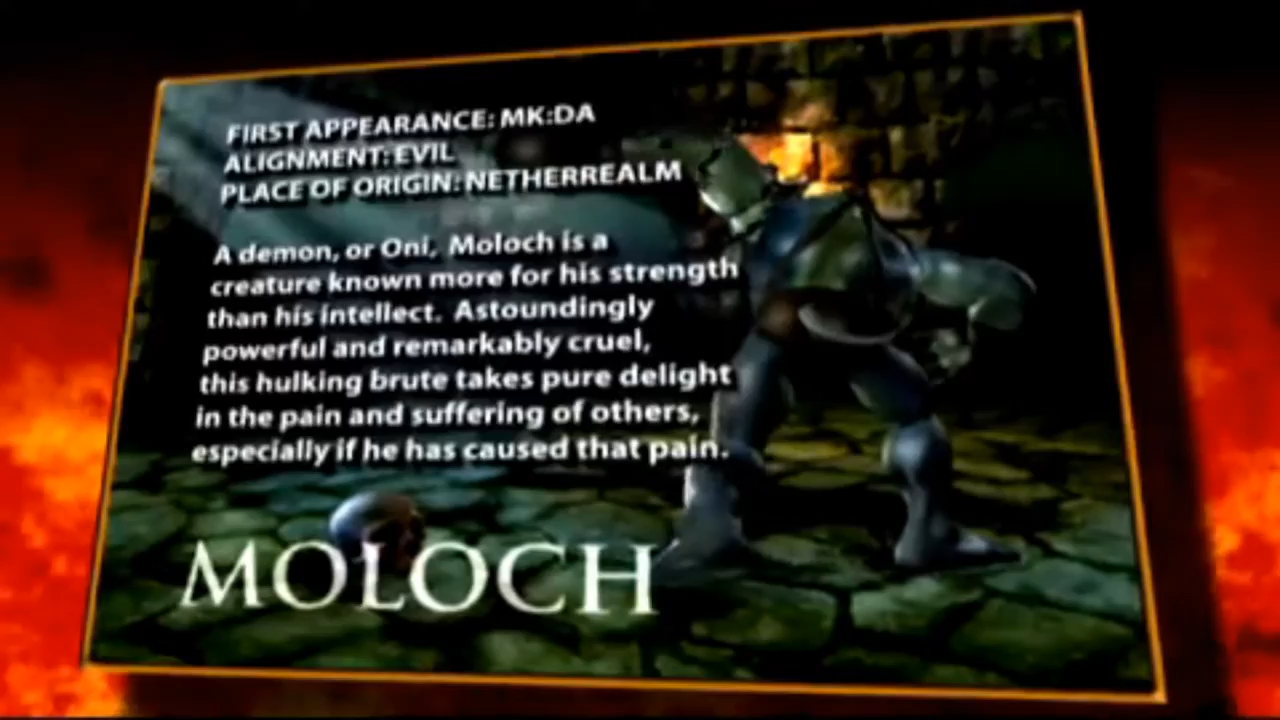 FIRST APPEARANCE: MK:DA
ALIGNMENT: EVIL
PLACE OF ORIGIN: NETHERREALM
A demon, or Oni, Moloch is a
creature known more for his strength
than his intellect. Astoundingly
powerful and remarkably cruel,
this hulking brute takes pure delight
in the pain and suffering of others,
especially if he has caused that pain.
MOLOCH